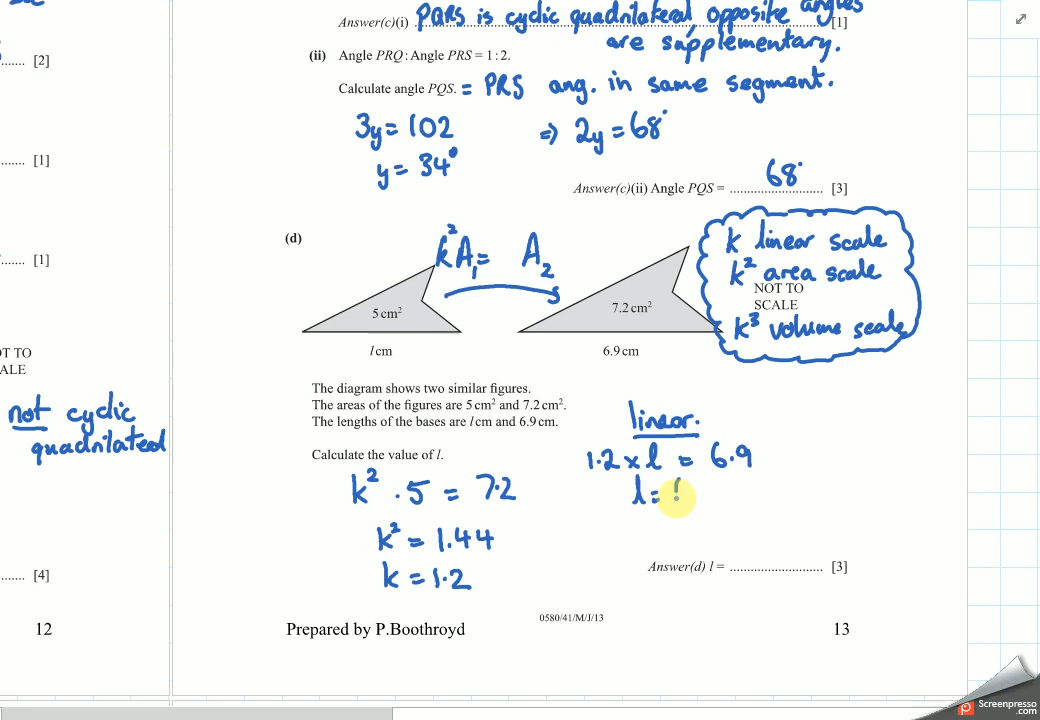 Answer(c)(i) PQRS is cyclic quadrilateral, opposite angles [1]
are supplementary.
...... [2]
(ii) Angle PRQ : Angle PRS = 1 : 2.
Calculate angle PQS. = PRS ang. in same segment.
3y = 102 ⇒ 2y = 68°
y = 34°
...... [1]
Answer(c)(ii) Angle PQS = 68° [3]
(d)
k²A₁ = A₂
k linear scale
k² area scale
...... [1]
NOT TO
SCALE
k³ volume scale
5 cm²
7.2 cm²
l cm
6.9 cm
OT TO
ALE
The diagram shows two similar figures.
The areas of the figures are 5 cm² and 7.2 cm².
The lengths of the bases are l cm and 6.9 cm.
not cyclic
quadrilateral
linear.
Calculate the value of l.
1.2 × l = 6.9
k² . 5 = 7.2
l =
k² = 1.44
k = 1.2
Answer(d) l = .......................... [3]
...... [4]
0580/41/M/J/13
12
Prepared by P.Boothroyd
13
Screenpresso
.com